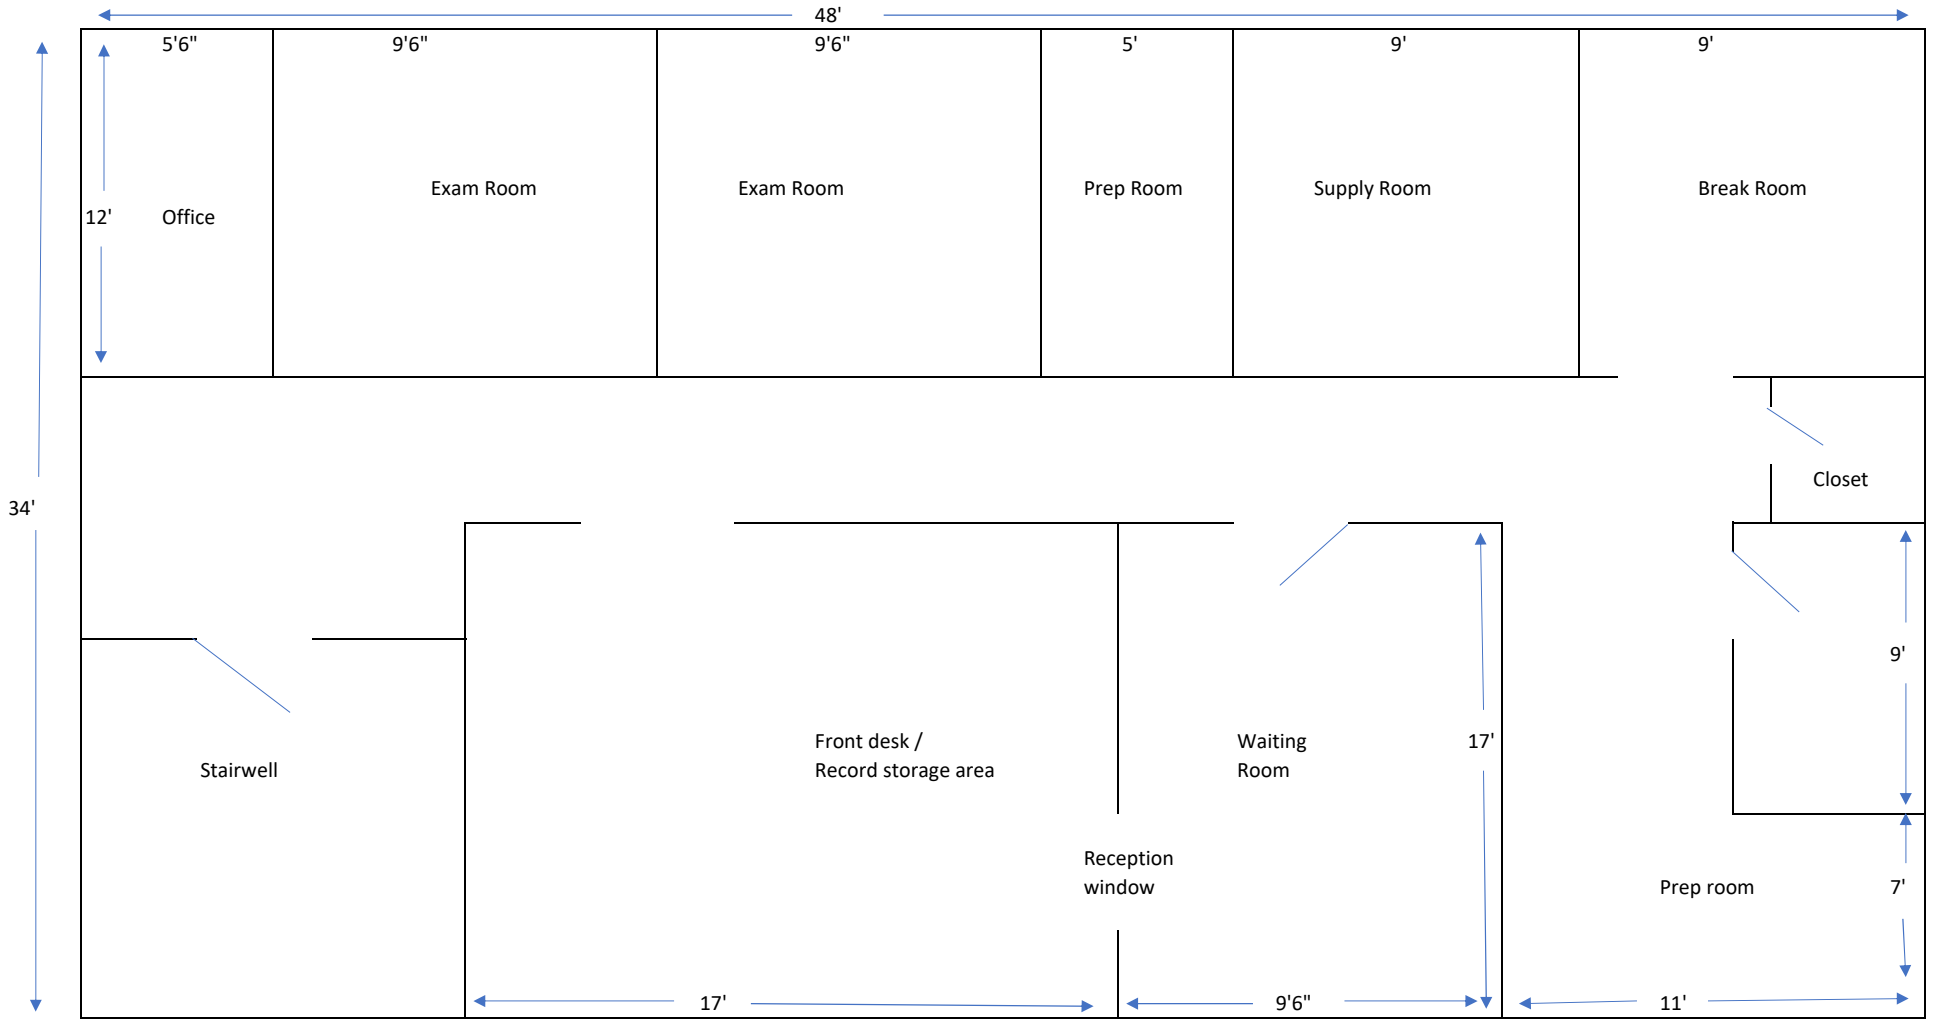 48'
5'6"
9'6"
9'6"
5'
9'
9'
Exam Room
Exam Room
Prep Room
Supply Room
Break Room
12'
Office
Closet
34'
9'
Front desk /
Record storage area
Waiting
Room
17'
Stairwell
Reception
window
Prep room
7'
17'
9'6"
11'